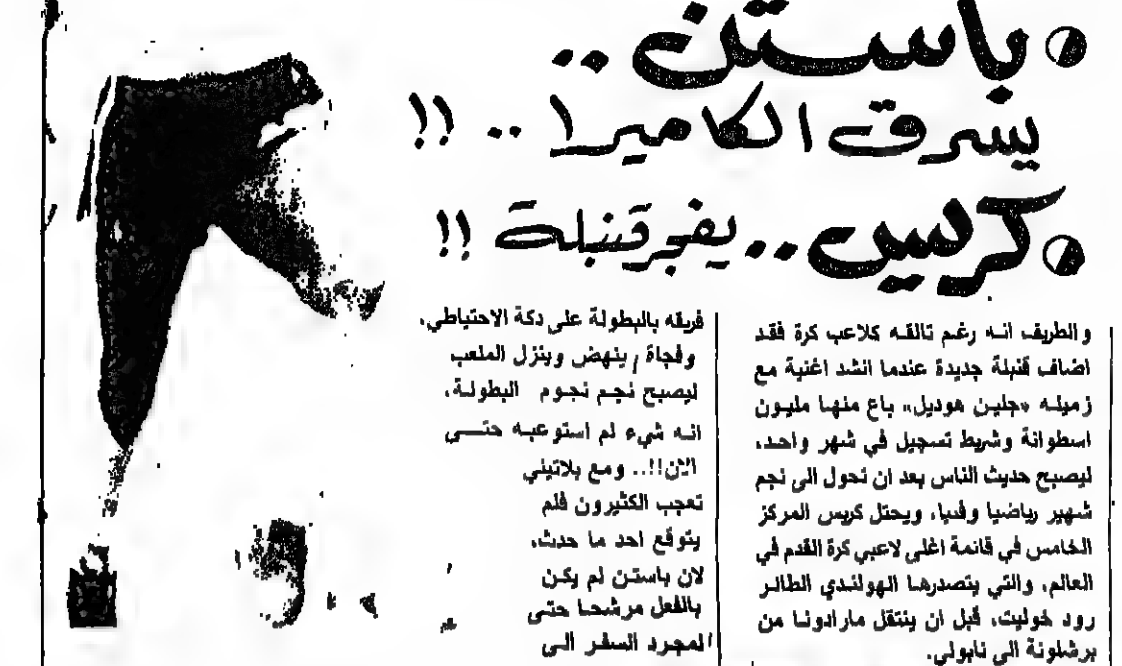 باستن ..
يسرق الكاميرا .. !!
كريس .. يفجر قنبلة !!
والطريف انه رغم تالقه كلاعب كرة فقد
اضاف قنبلة جديدة عندما انشد اغنية مع
زميله «جلين هوديل» باع منها مليون
اسطوانة وشريط تسجيل في شهر واحد،
ليصبح حديث الناس بعد ان تحول الى نجم
شهير رياضيا وفنيا، ويحتل كريس المركز
الخامس في قائمة اغلى لاعبي كرة القدم في
العالم، والتي يتصدرها الهولندي الطائر
رود خوليت، قبل ان ينتقل مارادونا من
برشلونة الى نابولي.
فريقه بالبطولة على دكة الاحتياطي،
وفجاة ينهض وينزل الملعب
ليصبح نجم نجوم البطولة،
انه شيء لم استوعبه حتى
الان!!.. ومع بلاتيني
تعجب الكثيرون فلم
يتوقع احد ما حدث،
لان باستن لم يكن
بالفعل مرشحا حتى
لمجرد السفر الى